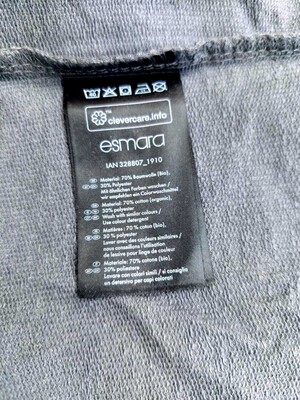 clevercare.info
esmara
IAN 328807_1910
Material: 70% Baumwolle (Bio),
30% Polyester
Mit ähnlichen Farben waschen /
wir empfehlen ein Colorwaschmittel
Material: 70% cotton (organic),
30% polyester
Wash with similar colours /
Use colour detergent
Matières : 70 % coton (bio),
30 % polyester
Laver avec des couleurs similaires /
nous conseillons l'utilisation
de lessive pour linge de couleur
Materiale: 70% cotone (bio),
30% poliestere
Lavare con colori simili / si consiglia
un detersivo per capi colorati